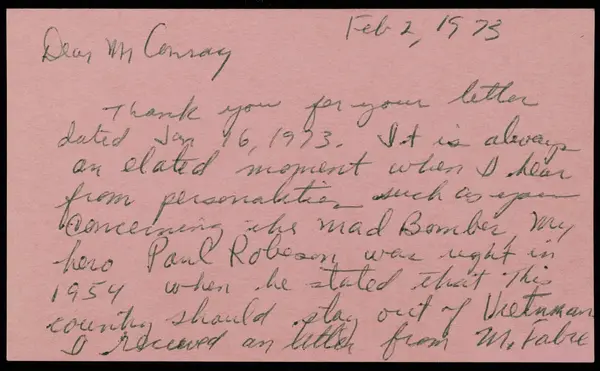 Feb 2, 1973
Dear Mr Conray
Thank you for your letter
dated Jan 16, 1973. It is always
an elated moment when I hear
from personalities such as you
Concerning the Mad Bomber, My
hero Paul Robeson was right in
1954 when he stated that this
country should stay out of Vietnam
I received an letter from M. Fabre